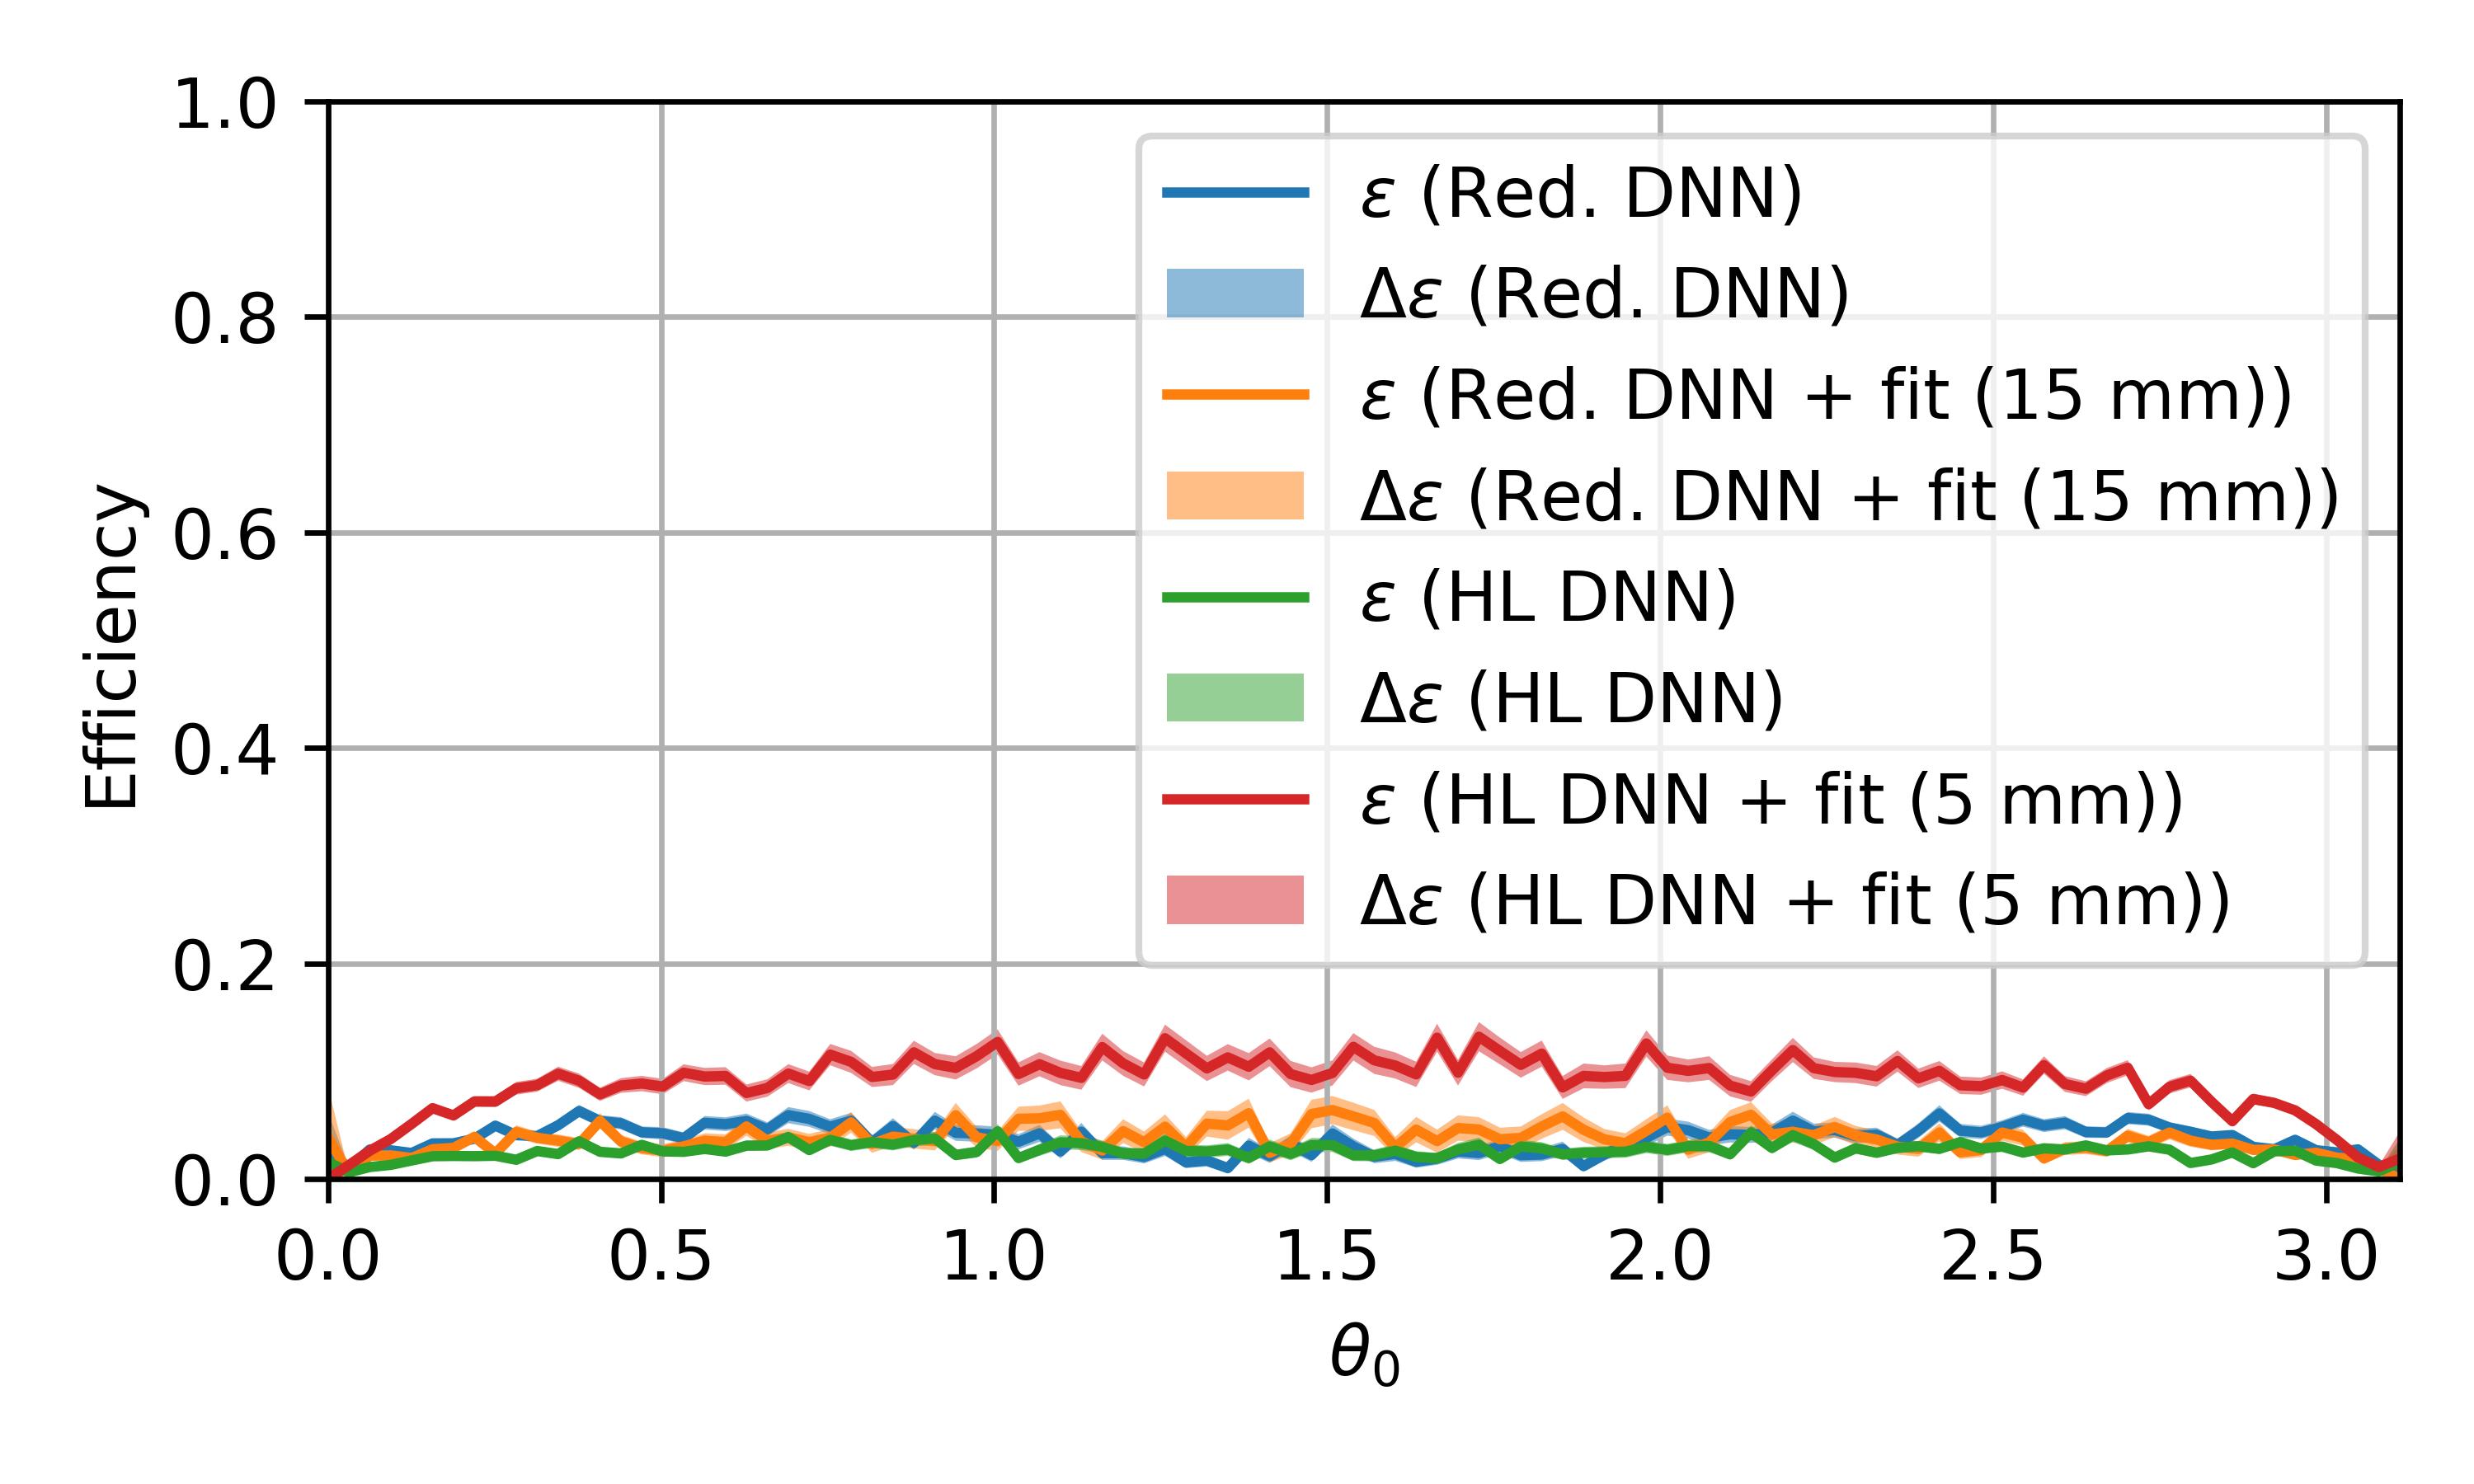 1.0
0.8
0.6
0.4
0.2
0.0
Efficiency
ε (Red. DNN)
Δε (Red. DNN)
ε (Red. DNN + fit (15 mm))
Δε (Red. DNN + fit (15 mm))
ε (HL DNN)
Δε (HL DNN)
ε (HL DNN + fit (5 mm))
Δε (HL DNN + fit (5 mm))
0.0 0.5 1.0 1.5 2.0 2.5 3.0
θ₀